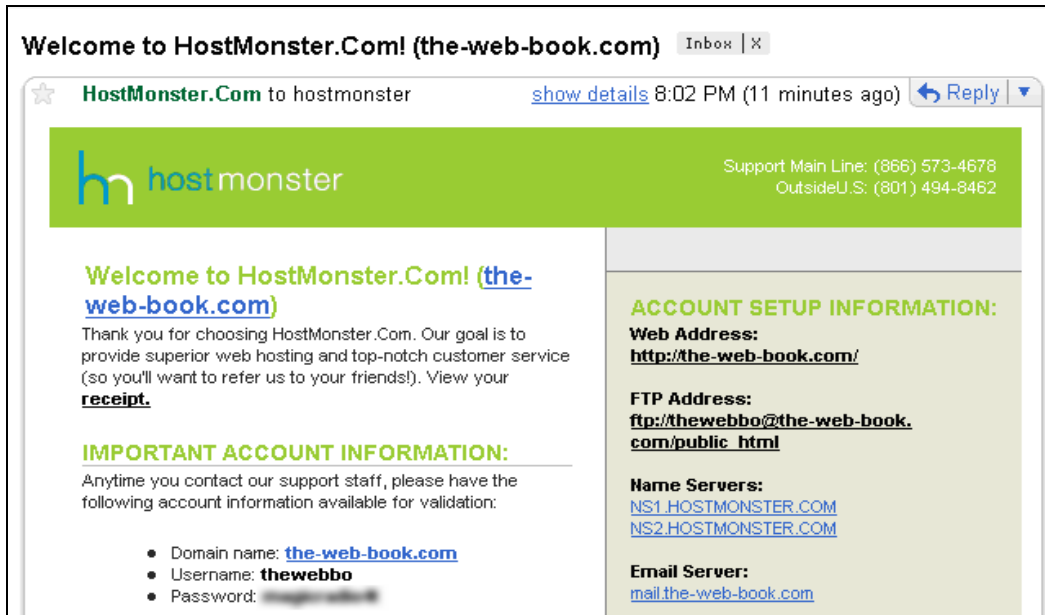 Welcome to HostMonster.Com! (the-web-book.com) Inbox | X
HostMonster.Com to hostmonster show details 8:02 PM (11 minutes ago) Reply
hostmonster
Support Main Line: (866) 573-4678
OutsideU.S: (801) 494-8462
Welcome to HostMonster.Com! (the-
web-book.com)
Thank you for choosing HostMonster.Com. Our goal is to
provide superior web hosting and top-notch customer service
(so you'll want to refer us to your friends!). View your
receipt.
IMPORTANT ACCOUNT INFORMATION:
Anytime you contact our support staff, please have the
following account information available for validation:
• Domain name: the-web-book.com
• Username: thewebbo
• Password:
ACCOUNT SETUP INFORMATION:
Web Address:
http://the-web-book.com/
FTP Address:
ftp://thewebbo@the-web-book.
com/public_html
Name Servers:
NS1.HOSTMONSTER.COM
NS2.HOSTMONSTER.COM
Email Server:
mail.the-web-book.com